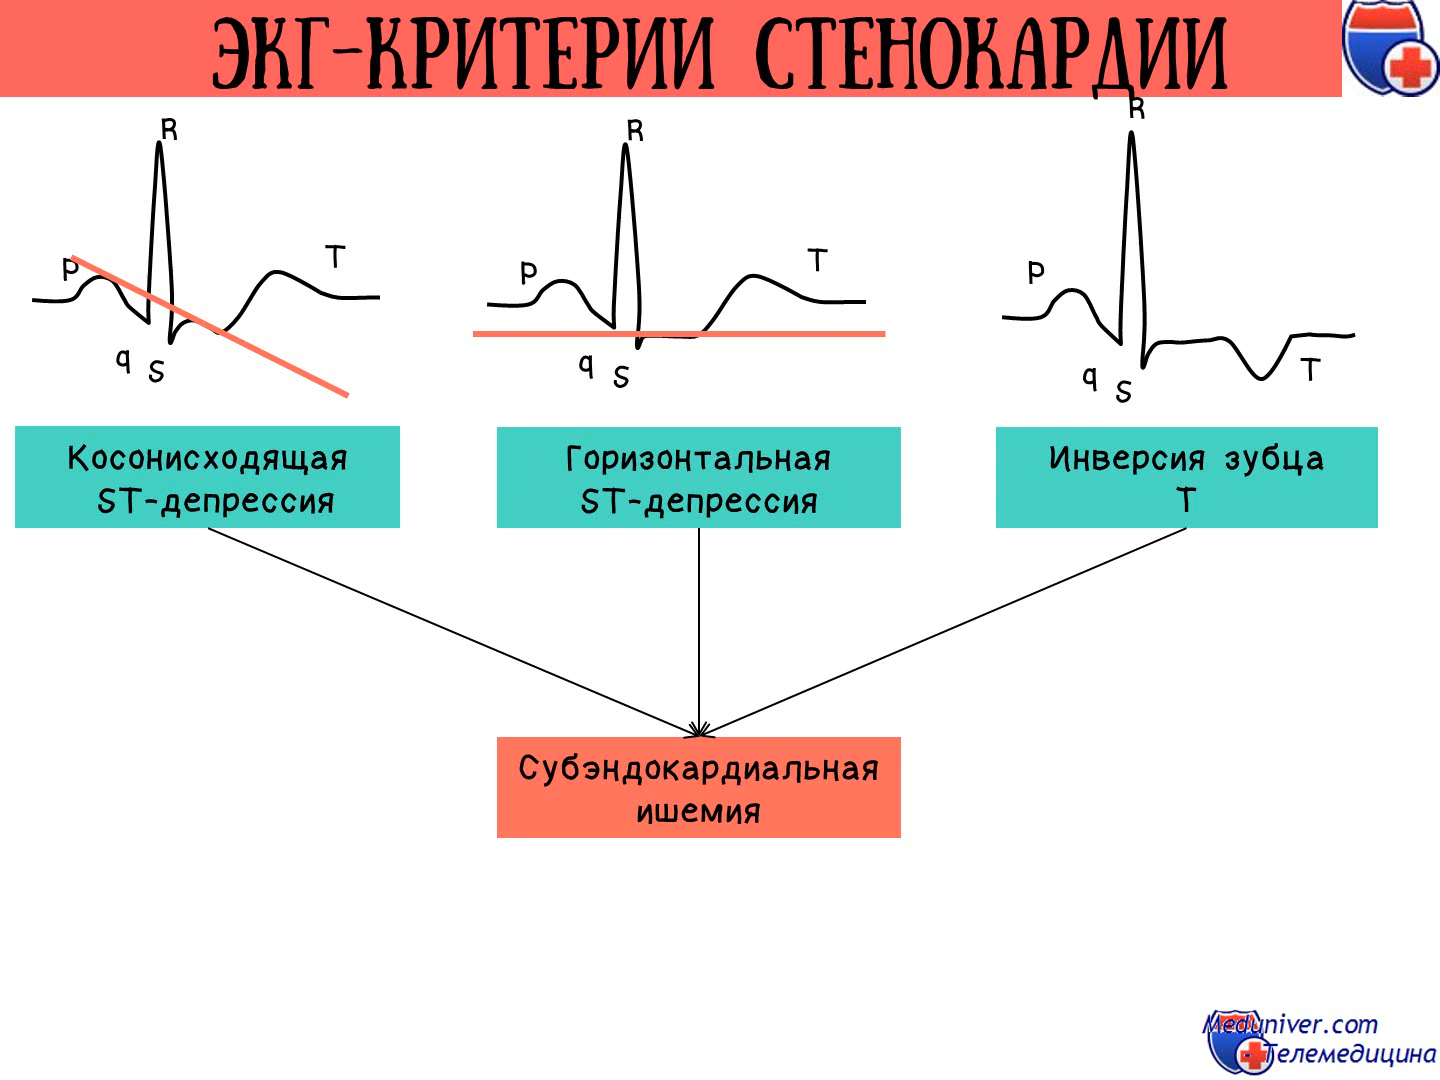 ЭКГ-КРИТЕРИИ СТЕНОКАРДИИ
R
P
q
S
T
R
P
q
S
T
R
P
q
S
T
Косонисходящая
ST-депрессия
Горизонтальная
ST-депрессия
Инверсия зубца
T
Субэндокардиальная
ишемия
Meduniver.com
Телемедицина